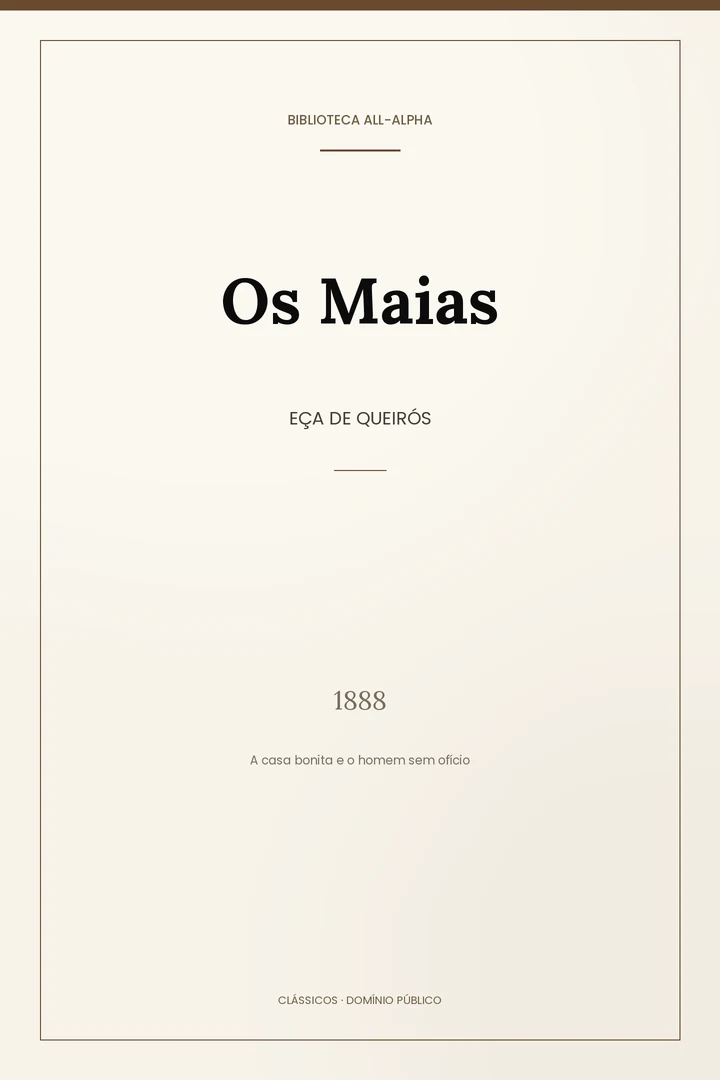 BIBLIOTECA ALL-ALPHA
Os Maias
EÇA DE QUEIRÓS
1888
A casa bonita e o homem sem ofício
CLÁSSICOS · DOMÍNIO PÚBLICO